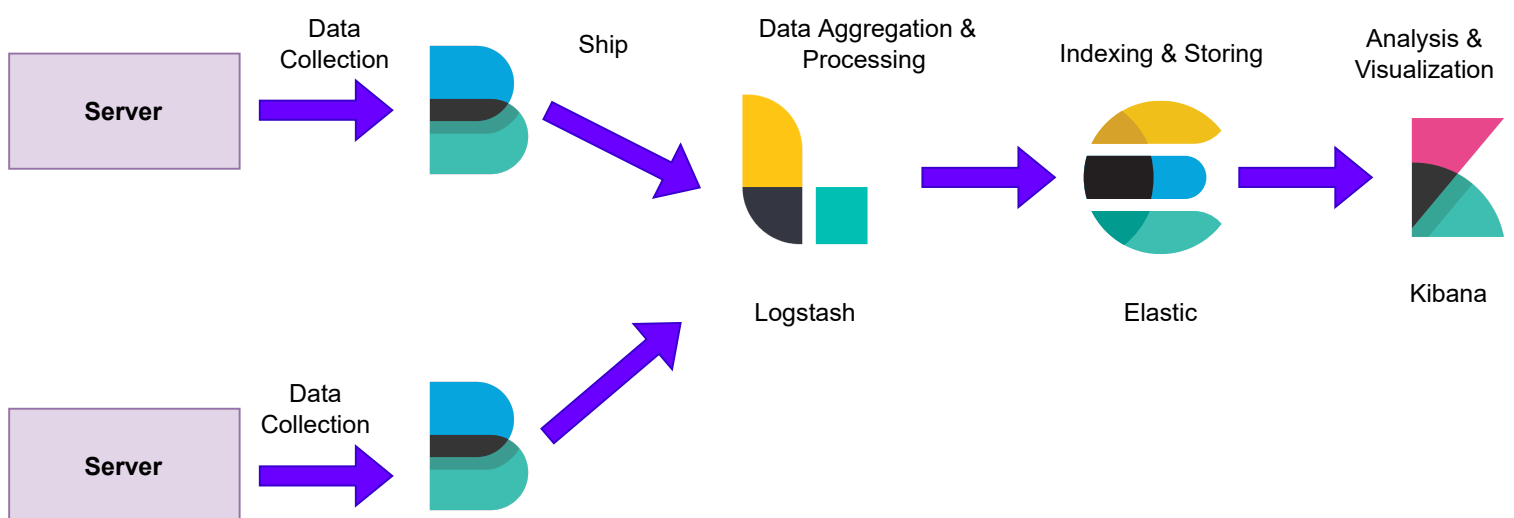 Server
Data
Collection
Ship
Data Aggregation &
Processing
Indexing & Storing
Analysis &
Visualization
Logstash
Elastic
Kibana
Server
Data
Collection